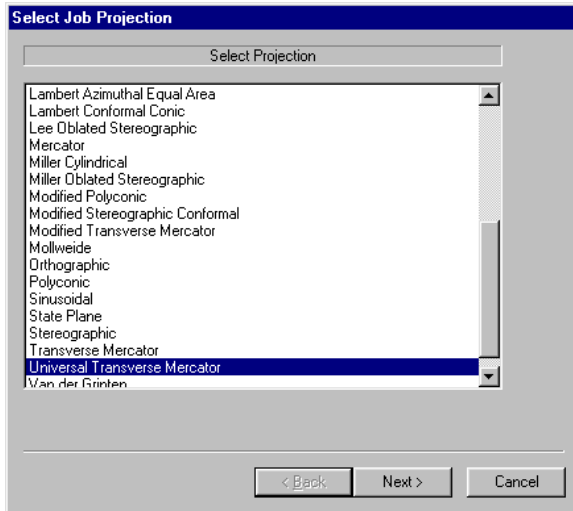 Select Job Projection
Select Projection
Lambert Azimuthal Equal Area
Lambert Conformal Conic
Lee Oblated Stereographic
Mercator
Miller Cylindrical
Miller Oblated Stereographic
Modified Polyconic
Modified Stereographic Conformal
Modified Transverse Mercator
Mollweide
Orthographic
Polyconic
Sinusoidal
State Plane
Stereographic
Transverse Mercator
Universal Transverse Mercator
Van der Grinten
< Back Next > Cancel